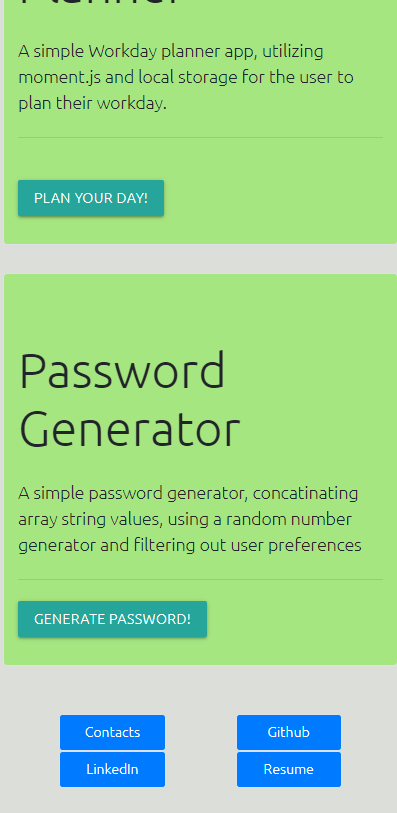 Planner
A simple Workday planner app, utilizing
moment.js and local storage for the user to
plan their workday.
PLAN YOUR DAY!
Password
Generator
A simple password generator, concatinating
array string values, using a random number
generator and filtering out user preferences
GENERATE PASSWORD!
Contacts
Github
LinkedIn
Resume